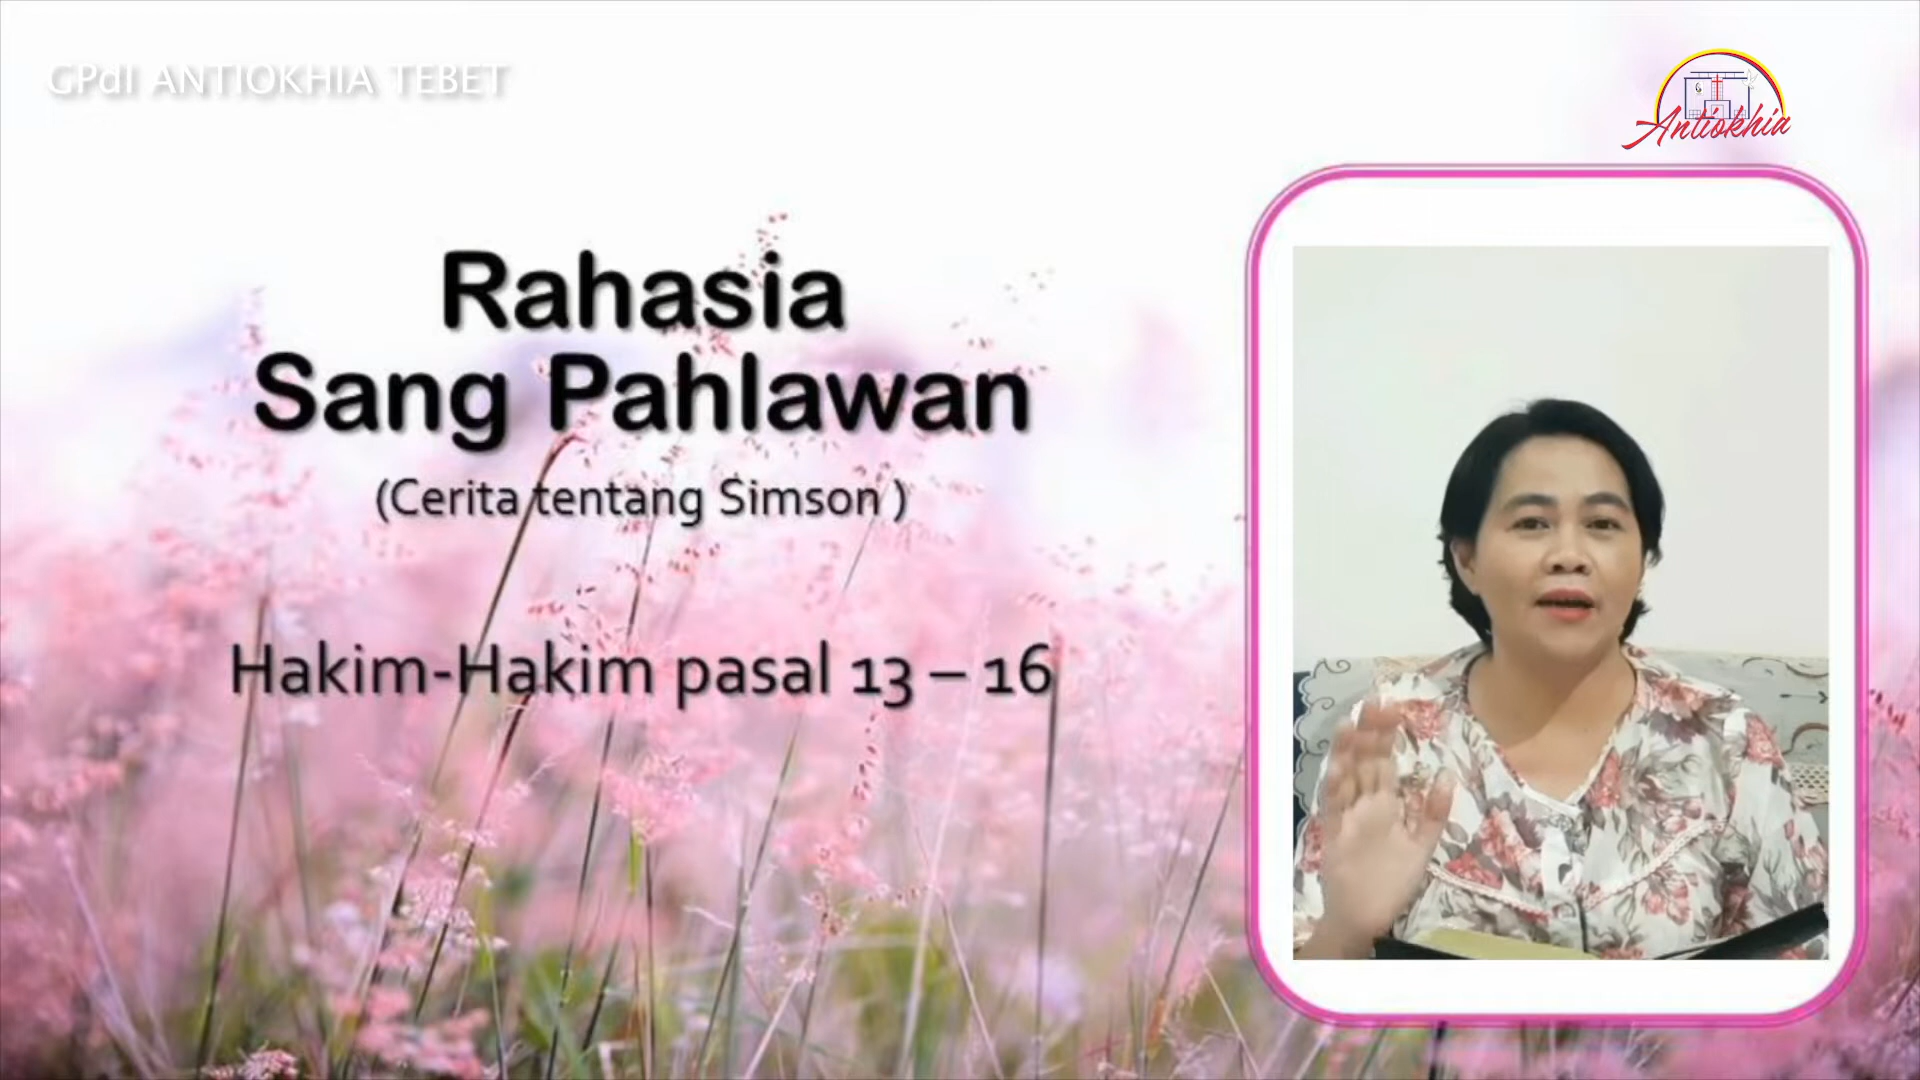 GPdI ANTIOKHIA TEBET
Antiokhia
Rahasia
Sang Pahlawan
(Cerita tentang Simson )
Hakim-Hakim pasal 13 – 16